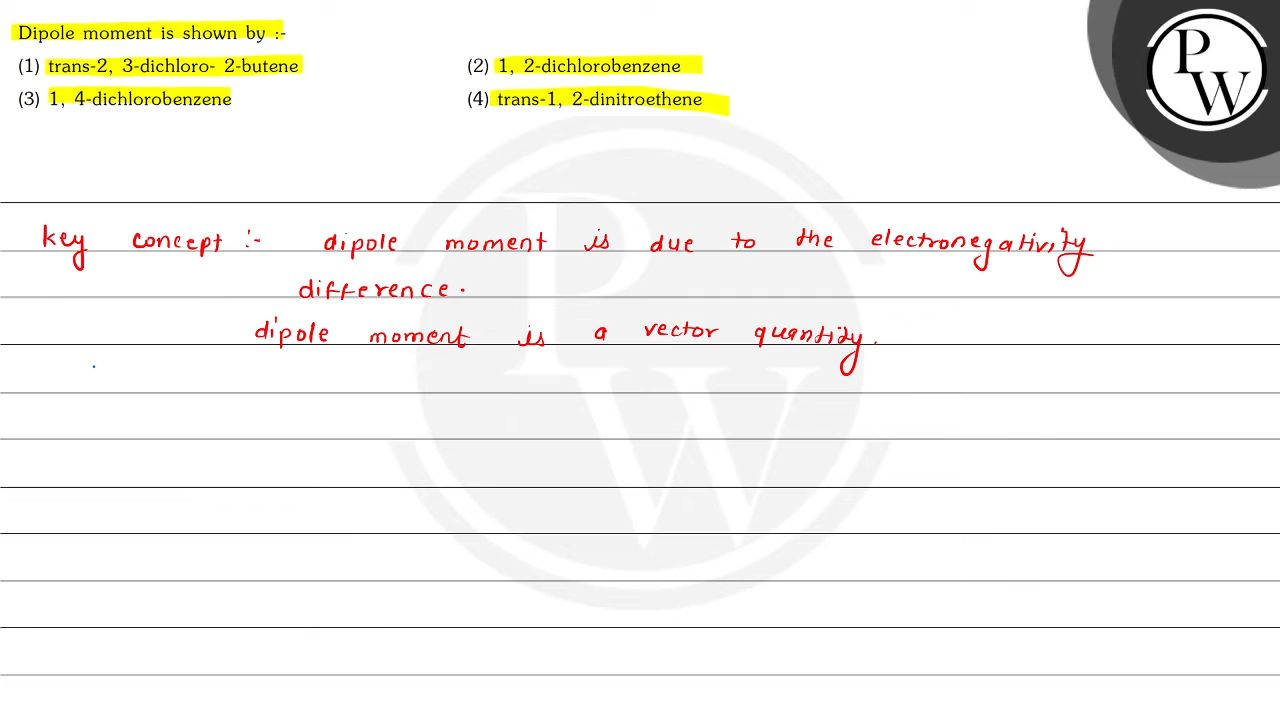 Dipole moment is shown by :-
(1) trans-2, 3-dichloro- 2-butene (2) 1, 2-dichlorobenzene
(3) 1, 4-dichlorobenzene (4) trans-1, 2-dinitroethene
P
W
key concept :- dipole moment is due to the electronegativity
difference.
dipole moment is a vector quantity.
P
W